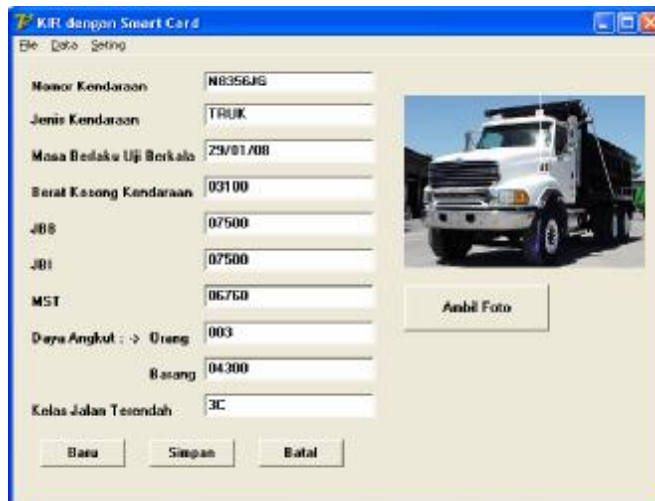 KIR dengan Smart Card
File Data Seting
Nomor Kendaraan N8356JG
Jenis Kendaraan TRUK
Masa Berlaku Uji Berkala 29/01/08
Berat Kosong Kendaraan 03100
JBB 07500
JBI 07500
MST 06760
Daya Angkut : -> Orang 003
Barang 04300
Kelas Jalan Terendah 3C
Ambil Foto
Baru Simpan Batal